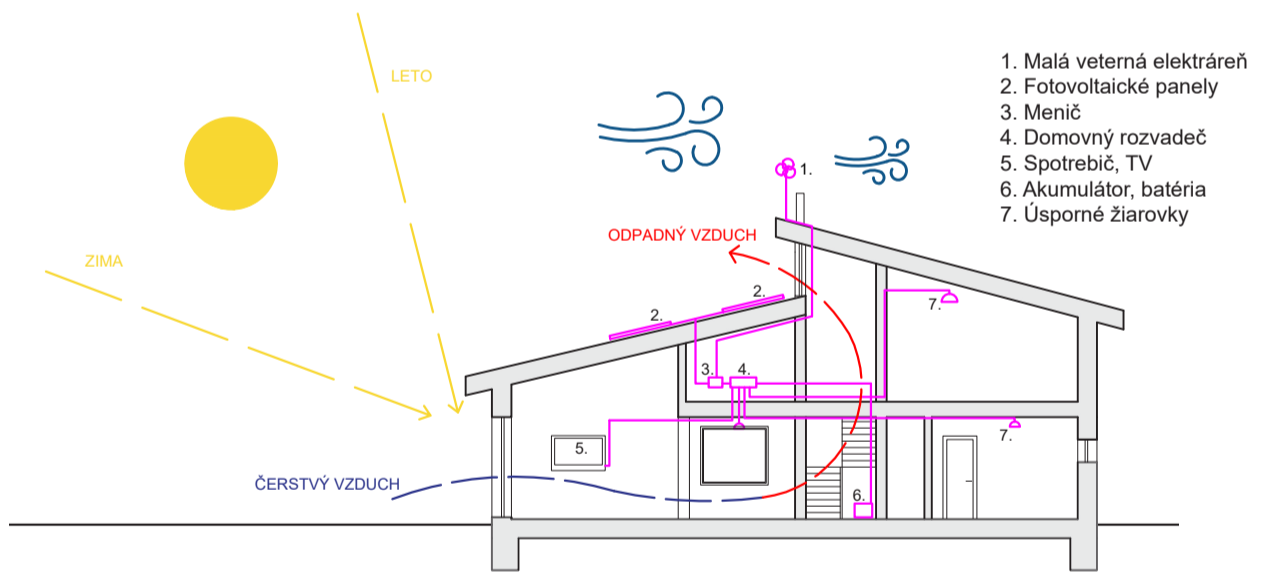 LETO
ZIMA
1. Malá veterná elektráreň
2. Fotovoltaické panely
3. Menič
4. Domovný rozvadeč
5. Spotrebič, TV
6. Akumulátor, batéria
7. Úsporné žiarovky
1.
ODPADNÝ VZDUCH
2.
2.
7.
3.
4.
5.
7.
ČERSTVÝ VZDUCH
6.